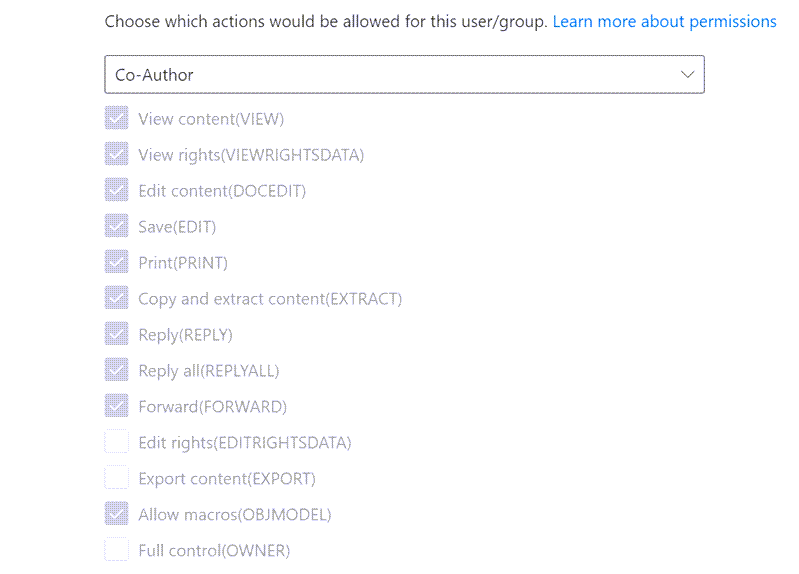 Choose which actions would be allowed for this user/group. Learn more about permissions
Co-Author
View content(VIEW)
View rights(VIEWRIGHTSDATA)
Edit content(DOCEDIT)
Save(EDIT)
Print(PRINT)
Copy and extract content(EXTRACT)
Reply(REPLY)
Reply all(REPLYALL)
Forward(FORWARD)
Edit rights(EDITRIGHTSDATA)
Export content(EXPORT)
Allow macros(OBJMODEL)
Full control(OWNER)